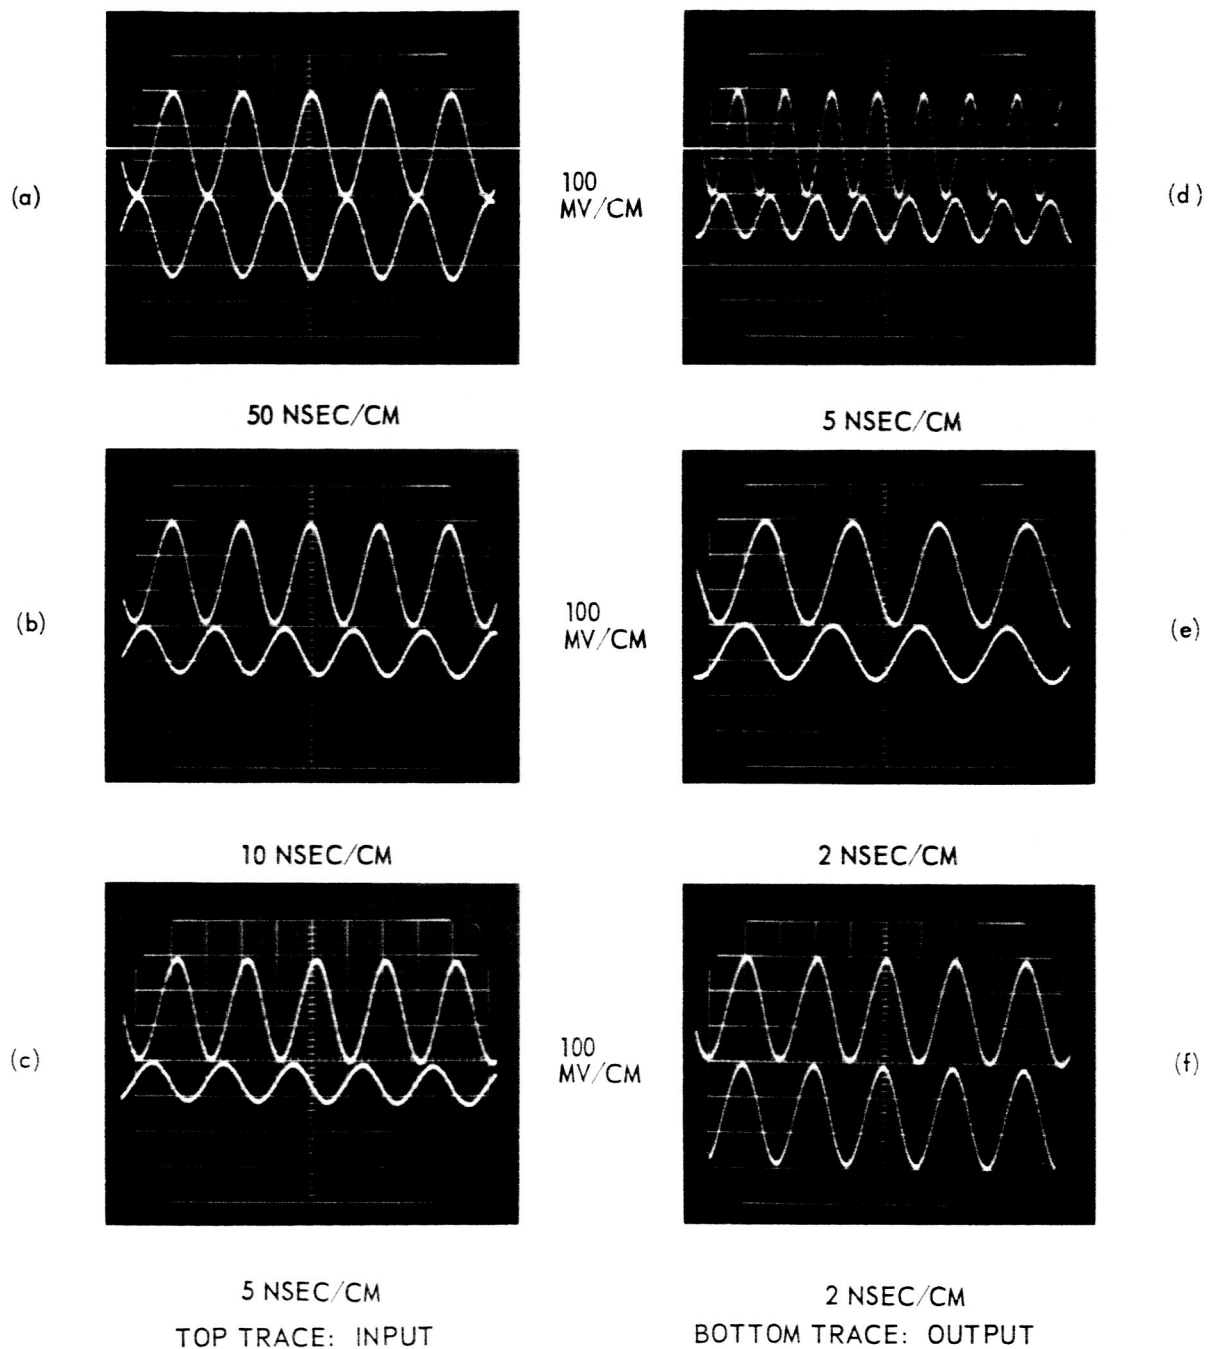 (a)
100
MV/CM
(d)
50 NSEC/CM
5 NSEC/CM
(b)
100
MV/CM
(e)
10 NSEC/CM
2 NSEC/CM
(c)
100
MV/CM
(f)
5 NSEC/CM
2 NSEC/CM
TOP TRACE: INPUT
BOTTOM TRACE: OUTPUT